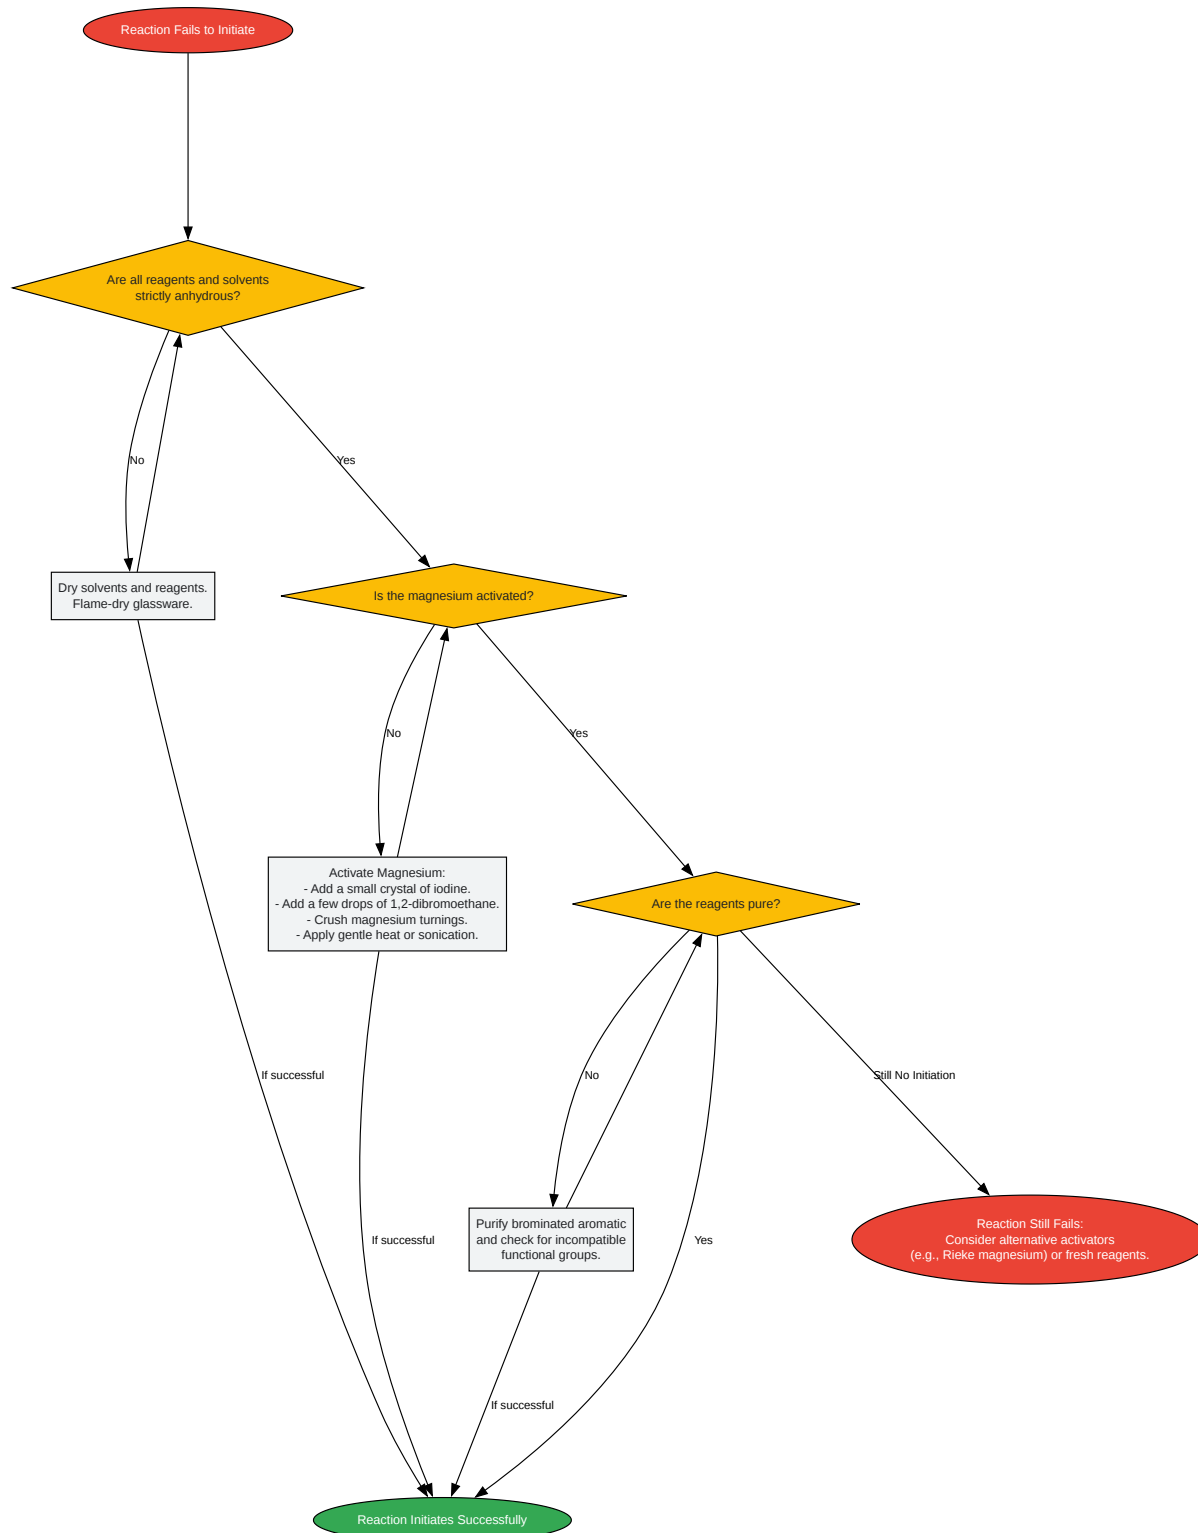 Reaction Fails to Initiate
Are all reagents and solvents
strictly anhydrous?
No
Yes
Dry solvents and reagents.
Flame-dry glassware.
Is the magnesium activated?
No
Yes
Activate Magnesium:
- Add a small crystal of iodine.
- Add a few drops of 1,2-dibromoethane.
- Crush magnesium turnings.
- Apply gentle heat or sonication.
Are the reagents pure?
If successful
No
Still No Initiation
Purify brominated aromatic
and check for incompatible
functional groups.
Reaction Still Fails:
Consider alternative activators
(e.g., Rieke magnesium) or fresh reagents.
If successful
Yes
If successful
Reaction Initiates Successfully